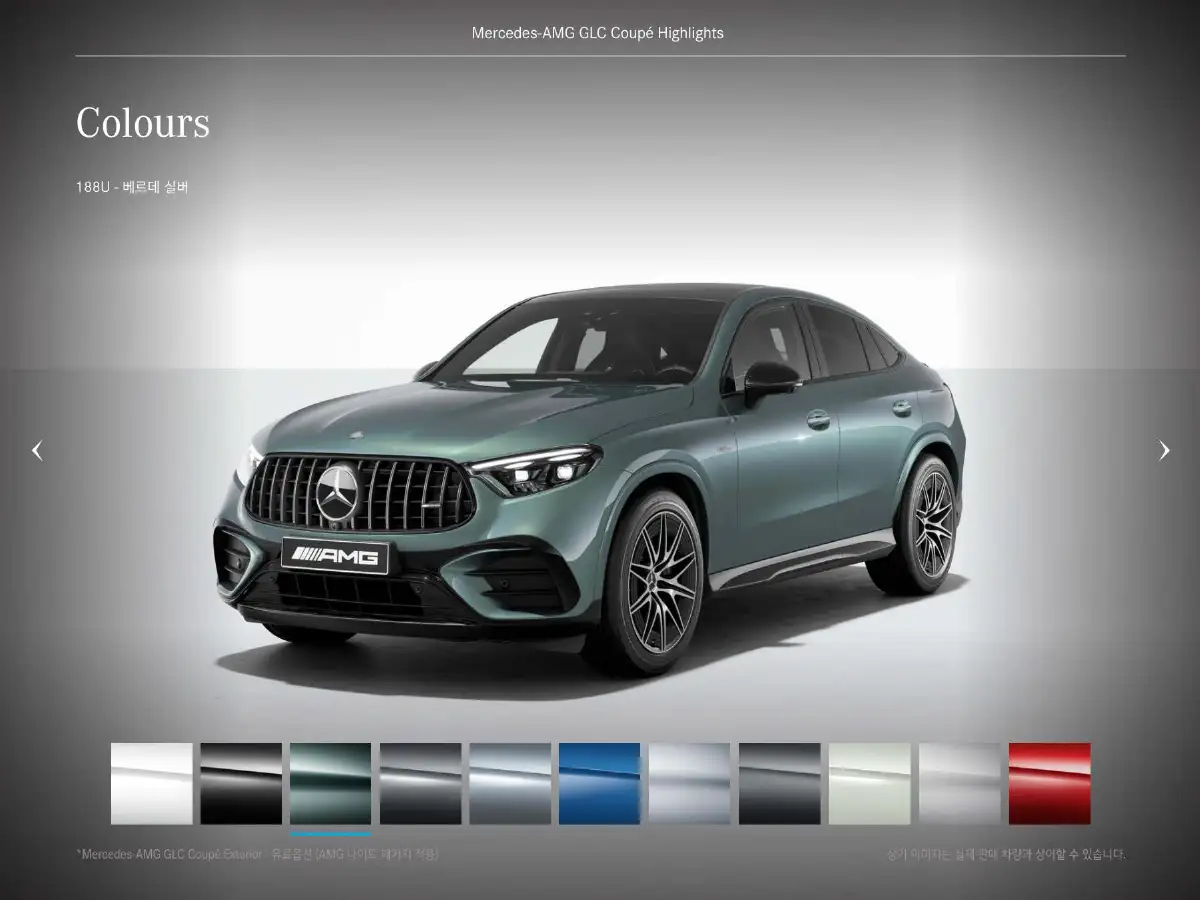 Mercedes-AMG GLC Coupé Highlights
Colours
188U - 베르데 실버
AMG
*Mercedes-AMG GLC Coupé Exterior : 유료옵션 (AMG 나이트 패키지 적용)
상기 이미지는 실제 판매 차량과 상이할 수 있습니다.